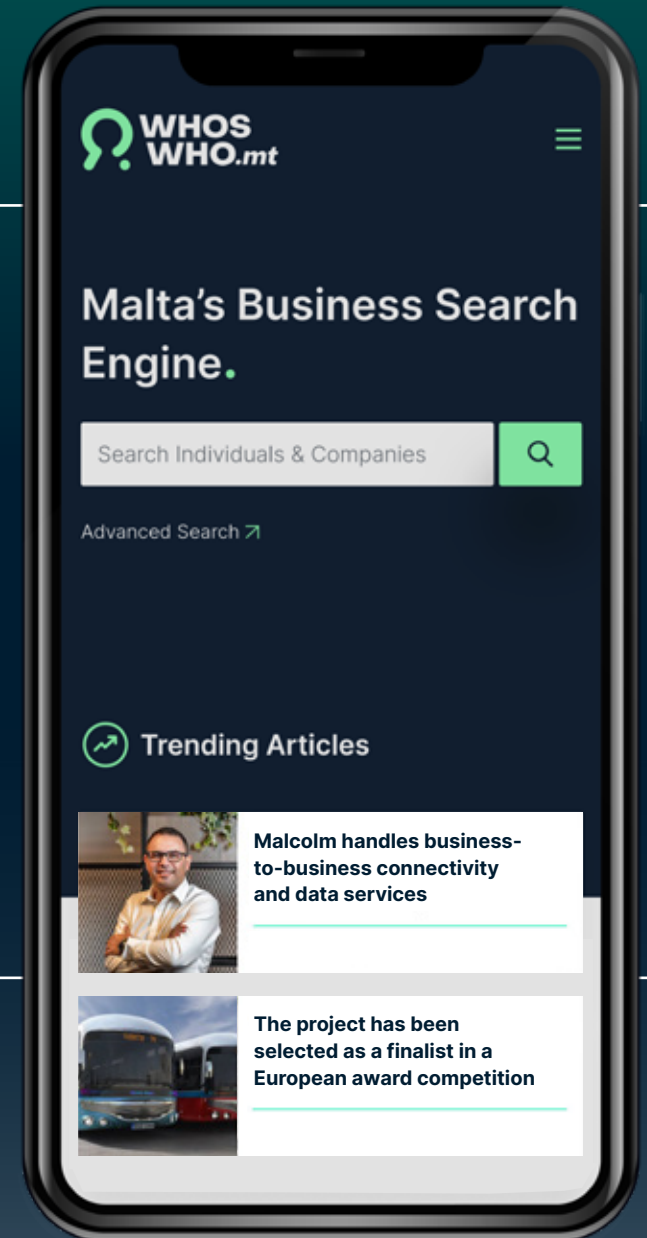 WHOS
WHO.mt
Malta’s Business Search
Engine.
Search Individuals & Companies
Advanced Search
Trending Articles
Malcolm handles business-
to-business connectivity
and data services
The project has been
selected as a finalist in a
European award competition